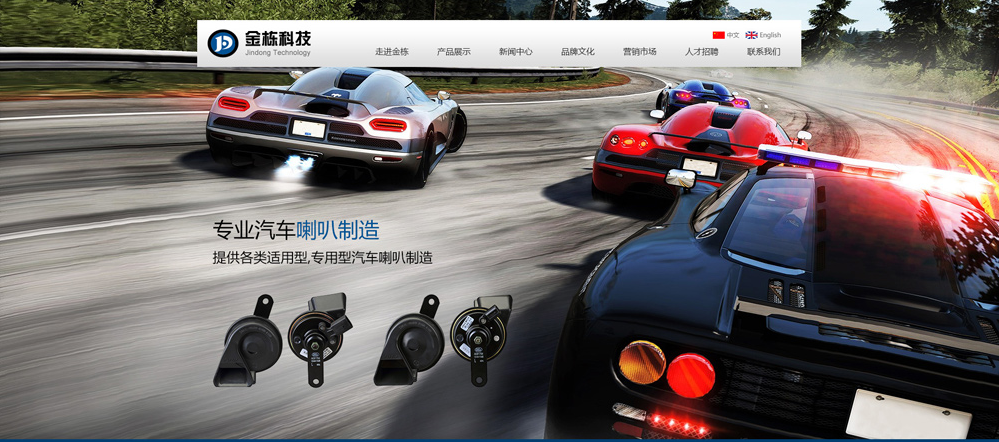 金栋科技
Jindong Technology
中文 English
走进金栋 产品展示 新闻中心 品牌文化 营销市场 人才招聘 联系我们
专业汽车喇叭制造
提供各类适用型,专用型汽车喇叭制造